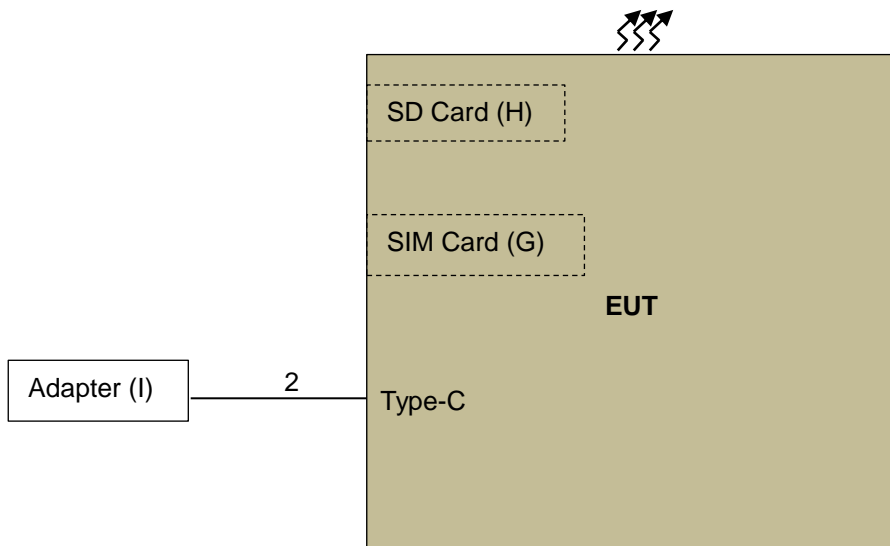 SD Card (H)
SIM Card (G)
EUT
Adapter (I)
2
Type-C